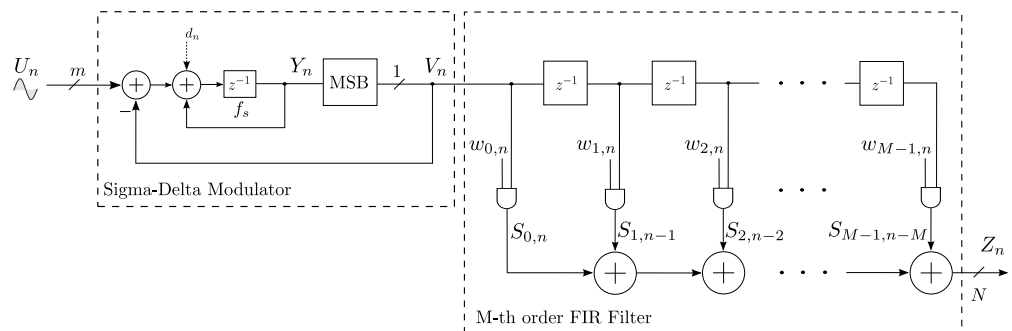 U_n
m
d_n
z^{-1}
f_s
Y_n
MSB
1
V_n
Sigma-Delta Modulator
z^{-1}
z^{-1}
z^{-1}
w_{0,n}
w_{1,n}
w_{2,n}
w_{M-1,n}
S_{0,n}
S_{1,n-1}
S_{2,n-2}
S_{M-1,n-M}
Z_n
N
M-th order FIR Filter